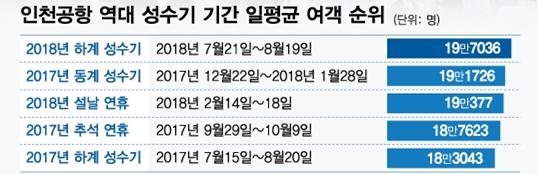 인천공항 역대 성수기 기간 일평균 여객 순위 (단위: 명)
2018년 하계 성수기 2018년 7월21일~8월19일 19만7036
2017년 동계 성수기 2017년 12월22일~2018년 1월28일 19만1726
2018년 설날 연휴 2018년 2월14일~18일 19만377
2017년 추석 연휴 2017년 9월29일~10월9일 18만7623
2017년 하계 성수기 2017년 7월15일~8월20일 18만3043